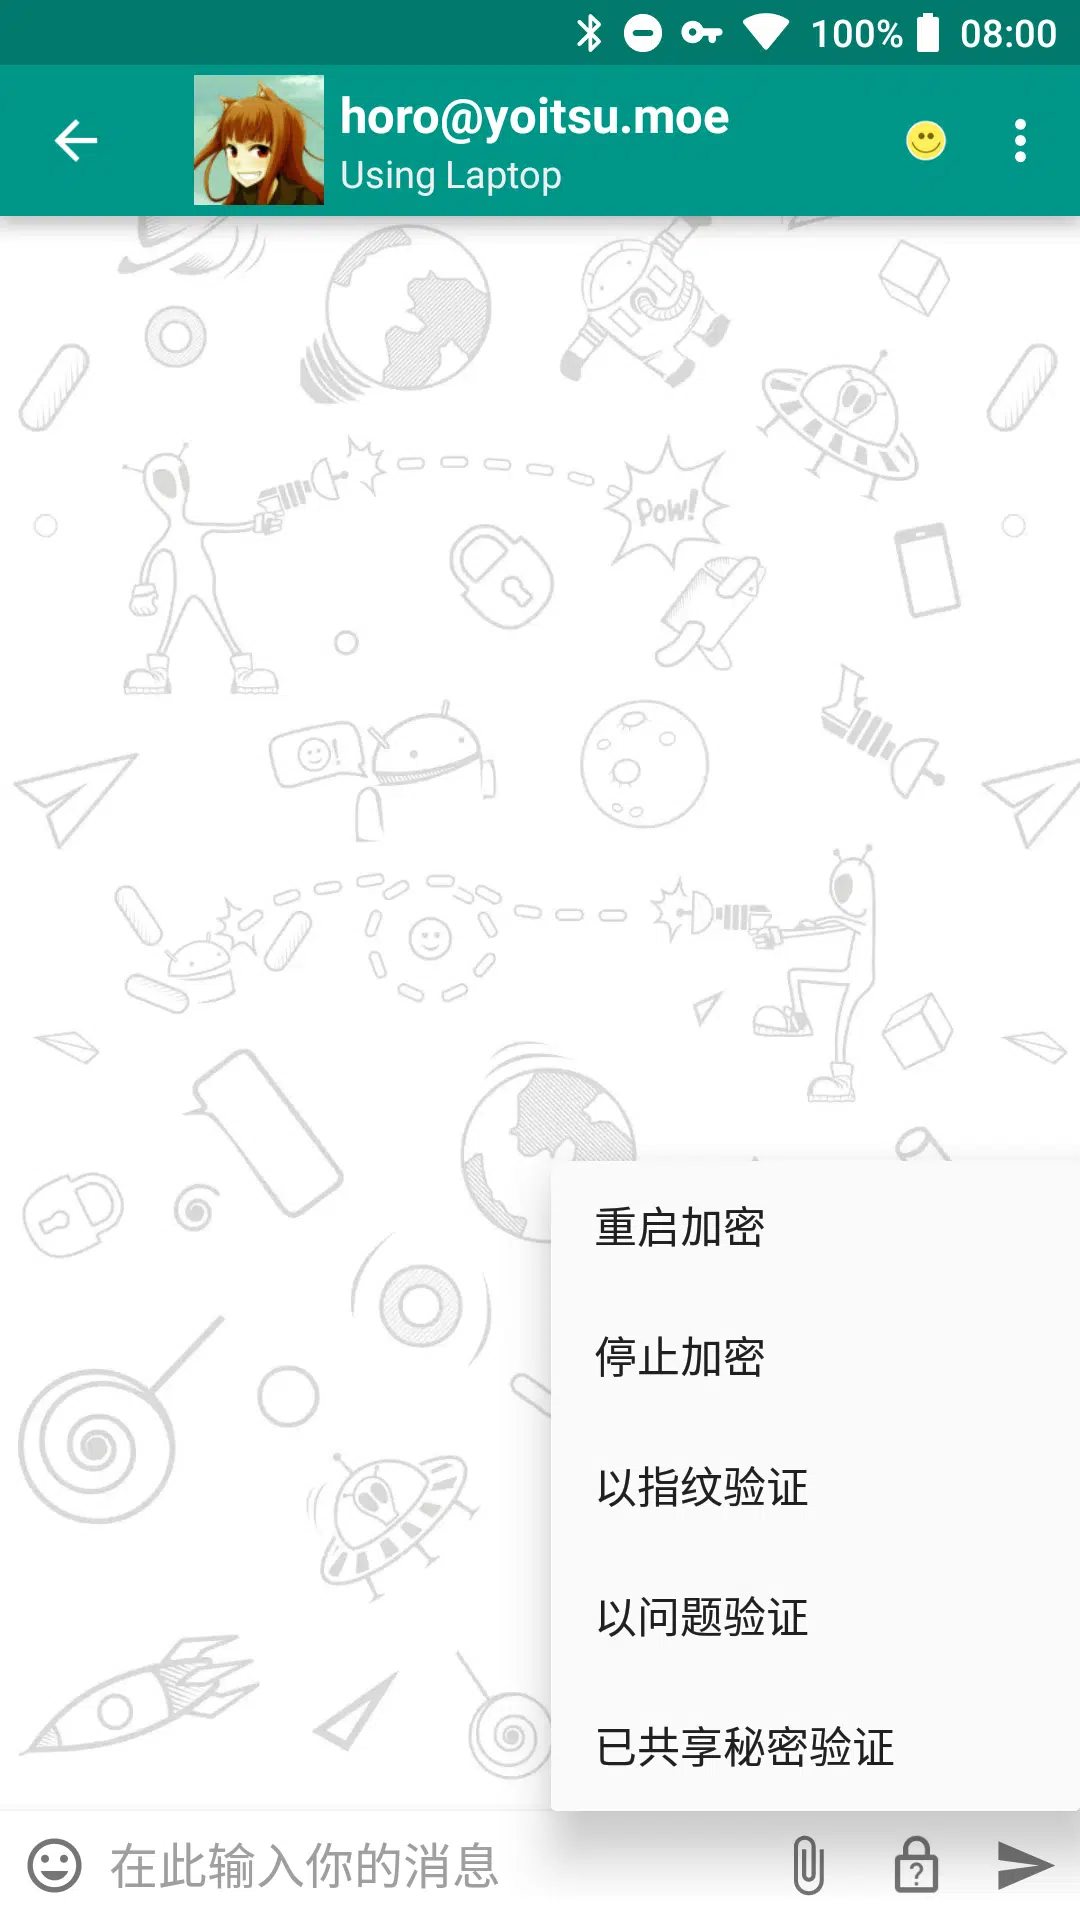 100% 08:00
horo@yoitsu.moe
Using Laptop
Pow!
!
重启加密
停止加密
以指纹验证
以问题验证
已共享秘密验证
在此输入你的消息
?